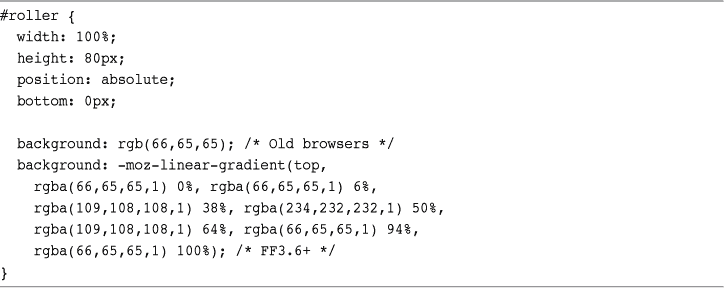 #roller {
  width: 100%;
  height: 80px;
  position: absolute;
  bottom: 0px;

  background: rgb(66,65,65); /* Old browsers */
  background: -moz-linear-gradient(top,
    rgba(66,65,65,1) 0%, rgba(66,65,65,1) 6%,
    rgba(109,108,108,1) 38%, rgba(234,232,232,1) 50%,
    rgba(109,108,108,1) 64%, rgba(66,65,65,1) 94%,
    rgba(66,65,65,1) 100%); /* FF3.6+ */
}